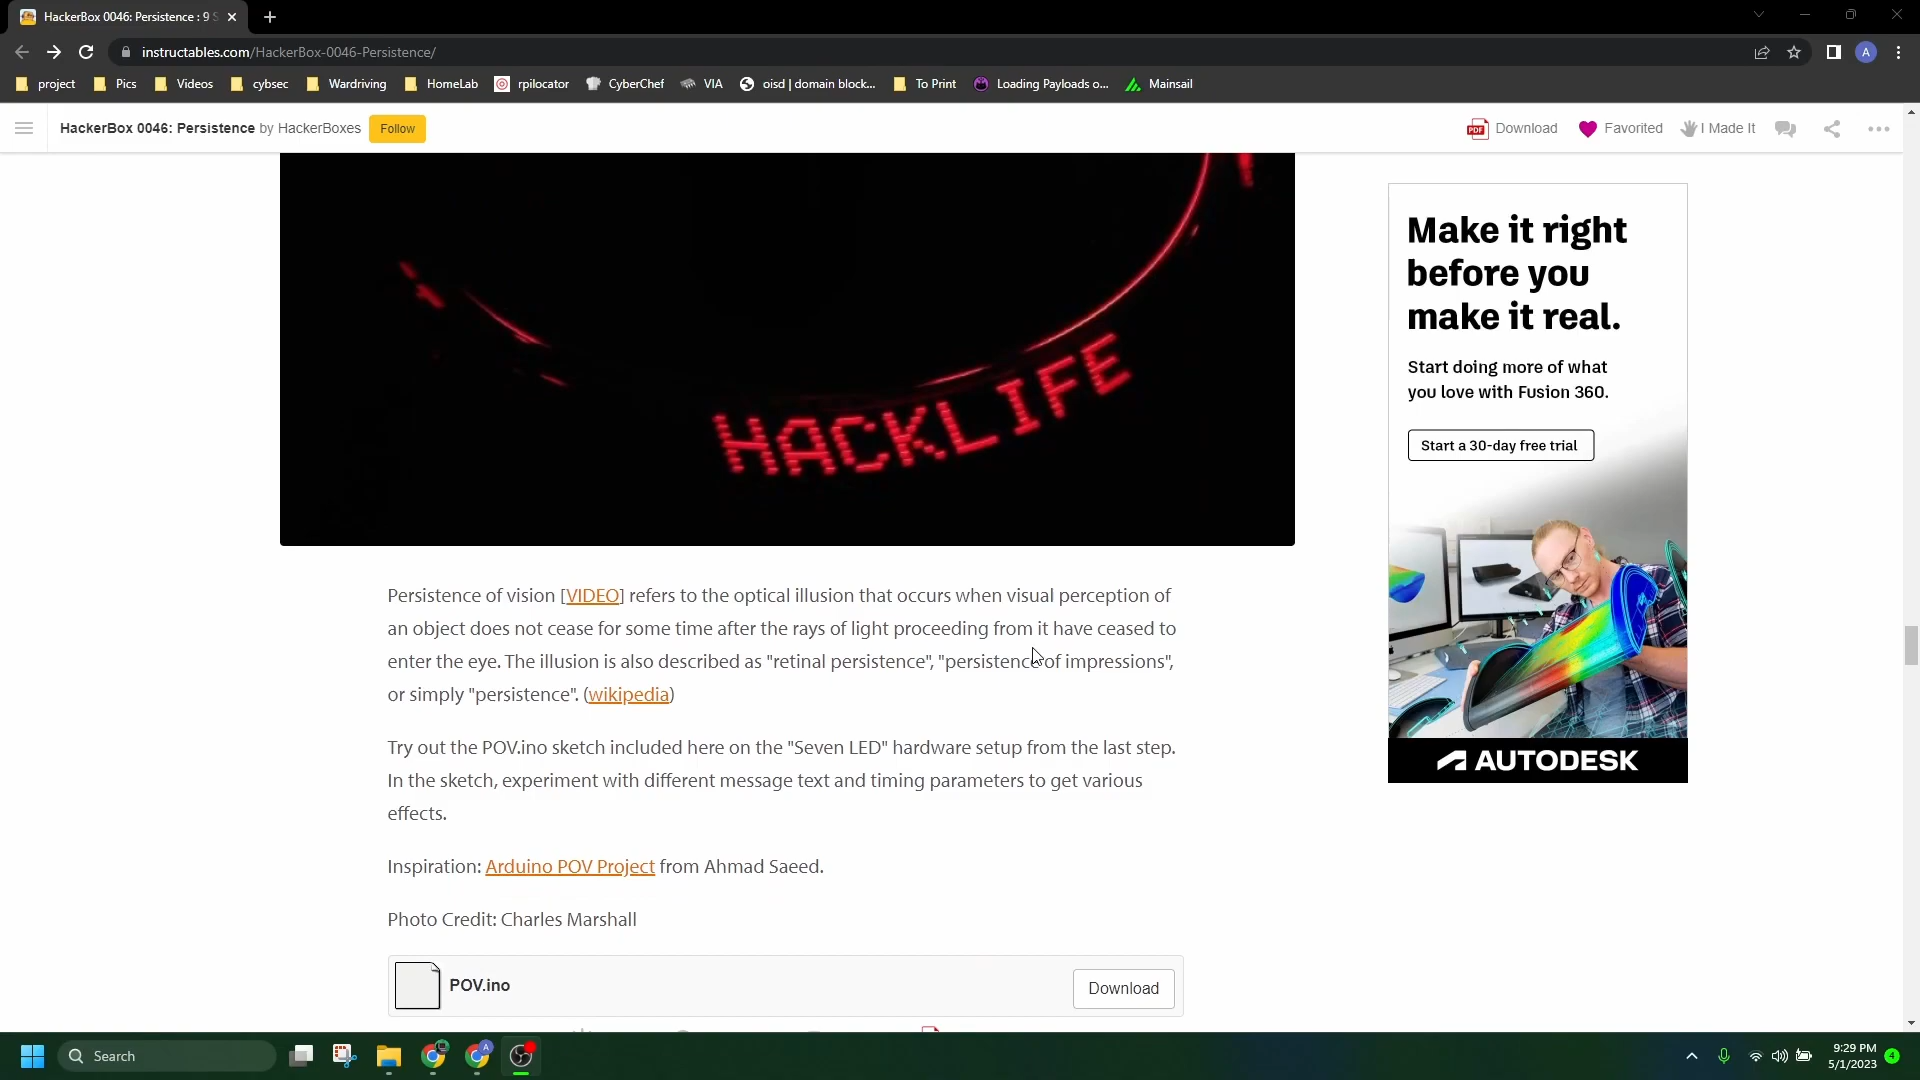 HackerBox 0046: Persistence : 9 S
instructables.com/HackerBox-0046-Persistence/
A
project
Pics
Videos
cybsec
Wardriving
HomeLab
rpilocator
CyberChef
VIA
oisd | domain block...
To Print
Loading Payloads o...
Mainsail
HackerBox 0046: Persistence by HackerBoxes
Follow
PDF
Download
Favorited
I Made It
HACKLIFE
Make it right
before you
make it real.
Start doing more of what
you love with Fusion 360.
Start a 30-day free trial
AUTODESK
Persistence of vision [VIDEO] refers to the optical illusion that occurs when visual perception of
an object does not cease for some time after the rays of light proceeding from it have ceased to
enter the eye. The illusion is also described as "retinal persistence", "persistence of impressions",
or simply "persistence". (wikipedia)
Try out the POV.ino sketch included here on the "Seven LED" hardware setup from the last step.
In the sketch, experiment with different message text and timing parameters to get various
effects.
Inspiration: Arduino POV Project from Ahmad Saeed.
Photo Credit: Charles Marshall
POV.ino
Download
Search
A
9:29 PM
5/1/2023
4